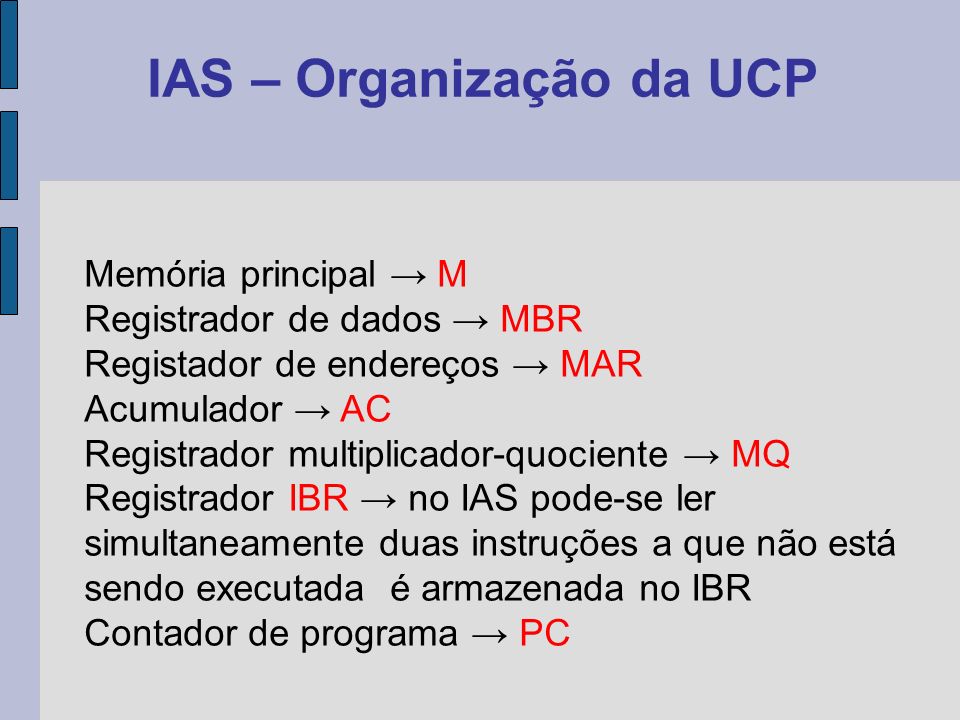 IAS – Organização da UCP
Memória principal → M
Registrador de dados → MBR
Registador de endereços → MAR
Acumulador → AC
Registrador multiplicador-quociente → MQ
Registrador IBR → no IAS pode-se ler
simultaneamente duas instruções a que não está
sendo executada é armazenada no IBR
Contador de programa → PC